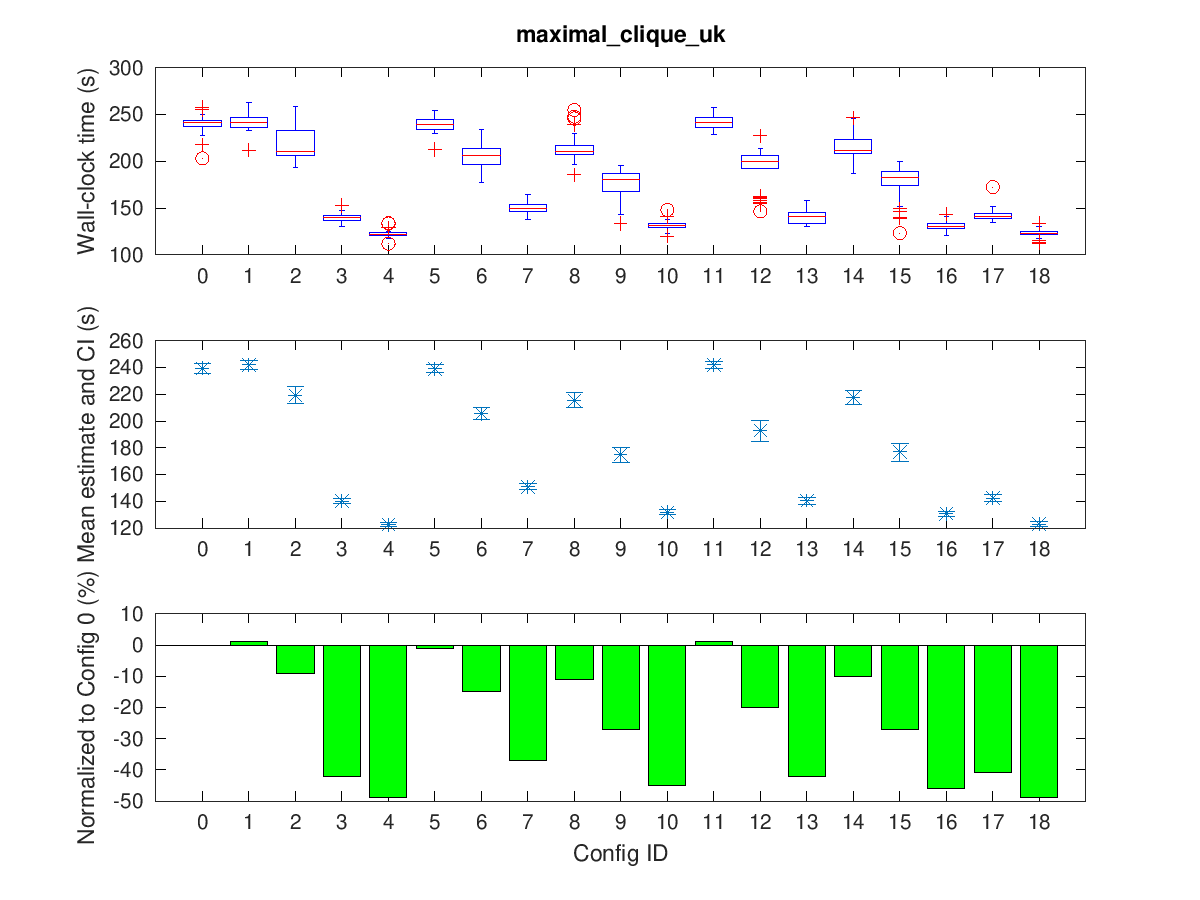 maximal_clique_uk
Wall-clock time (s)
300
250
200
150
100
0 1 2 3 4 5 6 7 8 9 10 11 12 13 14 15 16 17 18
Mean estimate and CI (s)
260
240
220
200
180
160
140
120
0 1 2 3 4 5 6 7 8 9 10 11 12 13 14 15 16 17 18
Normalized to Config 0 (%)
10
0
-10
-20
-30
-40
-50
0 1 2 3 4 5 6 7 8 9 10 11 12 13 14 15 16 17 18
Config ID